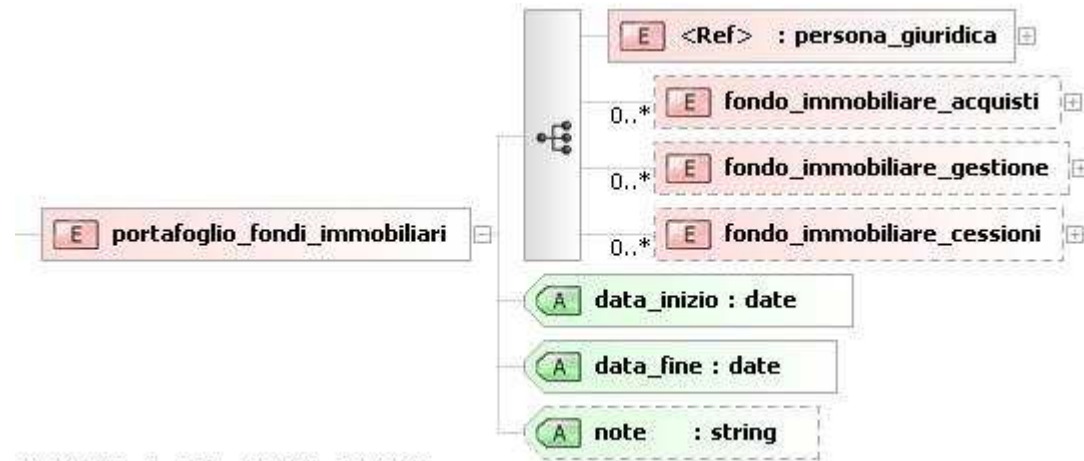 E <Ref> : persona_giuridica
0..* E fondo_immobiliare_acquisti
0..* E fondo_immobiliare_gestione
E portafoglio_fondi_immobiliari
0..* E fondo_immobiliare_cessioni
A data_inizio : date
A data_fine : date
A note : string